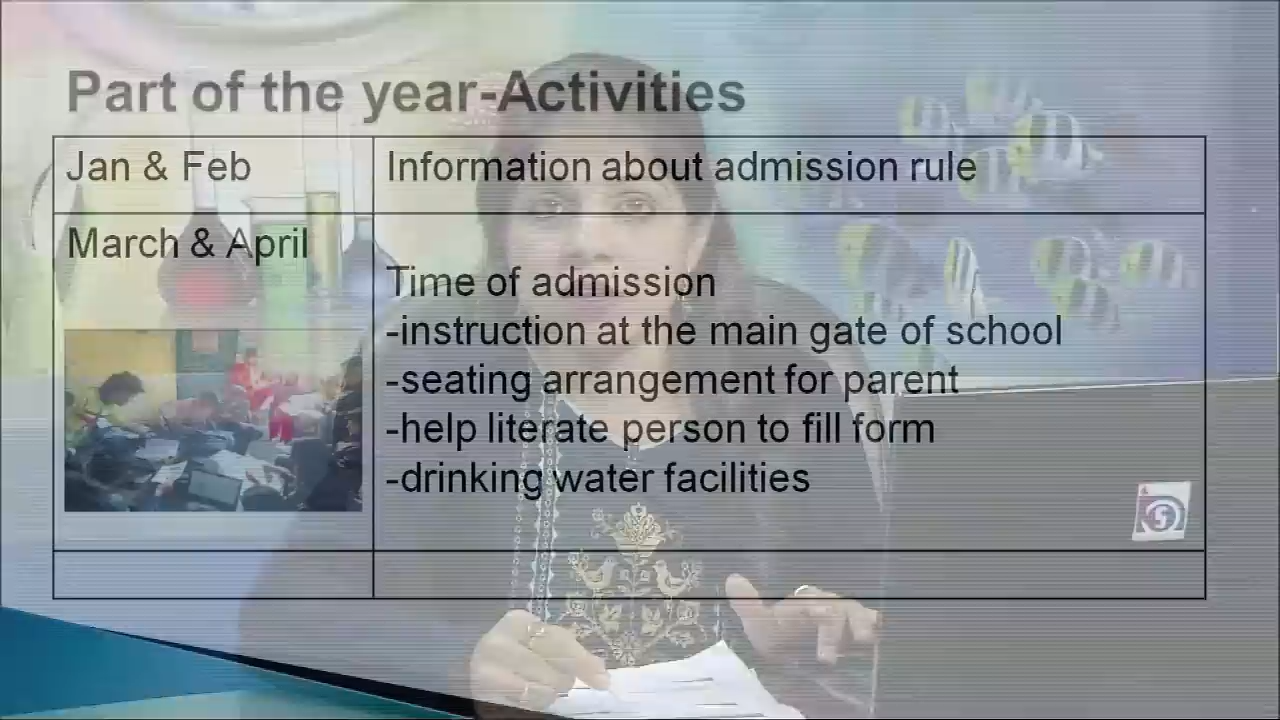 Part of the year-Activities
Jan & Feb
Information about admission rule
March & April
Time of admission
-instruction at the main gate of school
-seating arrangement for parent
-help literate person to fill form
-drinking water facilities